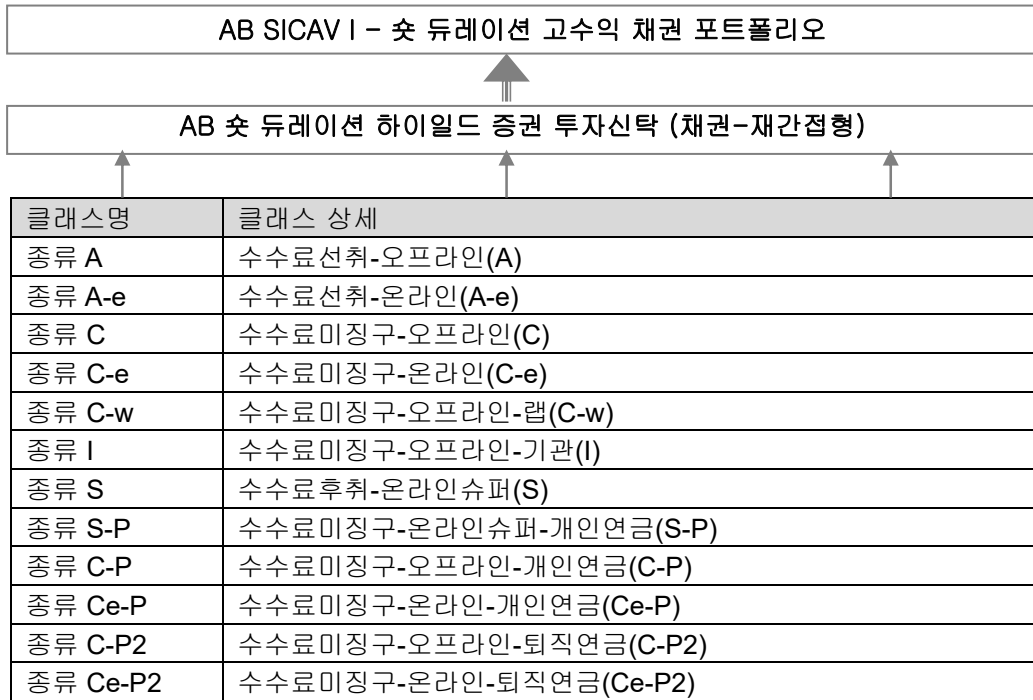 AB SICAV I – 숏 듀레이션 고수익 채권 포트폴리오
AB 숏 듀레이션 하이일드 증권 투자신탁 (채권-재간접형)
클래스명 클래스 상세
종류 A 수수료선취-오프라인(A)
종류 A-e 수수료선취-온라인(A-e)
종류 C 수수료미징구-오프라인(C)
종류 C-e 수수료미징구-온라인(C-e)
종류 C-w 수수료미징구-오프라인-랩(C-w)
종류 I 수수료미징구-오프라인-기관(I)
종류 S 수수료후취-온라인슈퍼(S)
종류 S-P 수수료미징구-온라인슈퍼-개인연금(S-P)
종류 C-P 수수료미징구-오프라인-개인연금(C-P)
종류 Ce-P 수수료미징구-온라인-개인연금(Ce-P)
종류 C-P2 수수료미징구-오프라인-퇴직연금(C-P2)
종류 Ce-P2 수수료미징구-온라인-퇴직연금(Ce-P2)